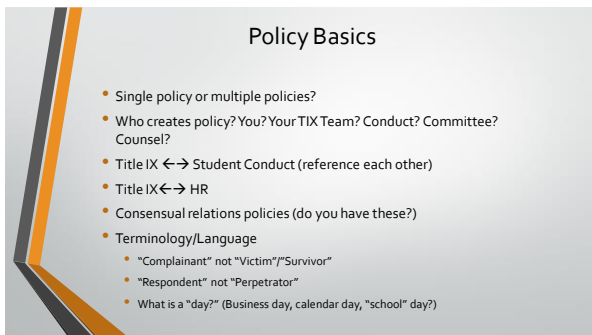 Policy Basics
• Single policy or multiple policies?
• Who creates policy? You? Your TIX Team? Conduct? Committee?
Counsel?
• Title IX ←→ Student Conduct (reference each other)
• Title IX←→ HR
• Consensual relations policies (do you have these?)
• Terminology/Language
• “Complainant” not “Victim”/”Survivor”
• “Respondent” not “Perpetrator”
• What is a “day?” (Business day, calendar day, “school” day?)